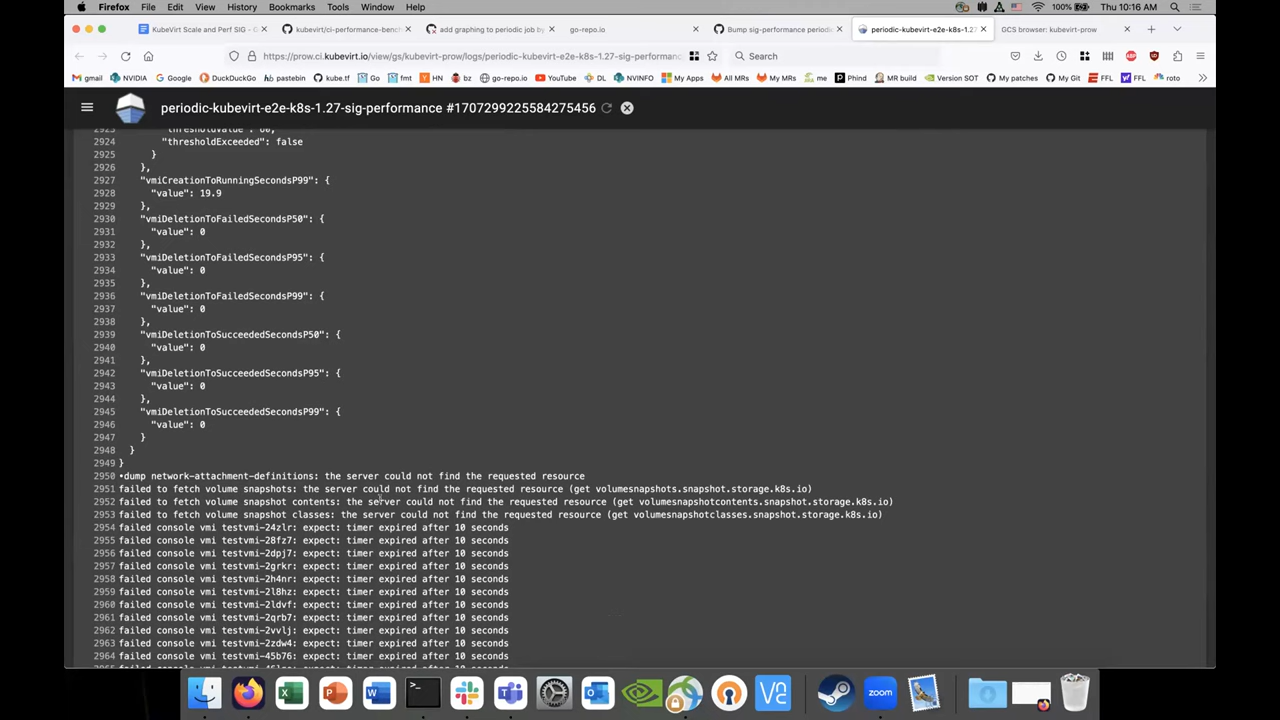 Firefox File Edit View History Bookmarks Tools Window Help 100% Thu 10:16 AM
KubeVirt Scale and Perf SIG - G kubevirt/ci-performance-bench add graphing to periodic job by go-repo.io Bump sig-performance periodi periodic-kubevirt-e2e-k8s-1.27 GCS browser: kubevirt-prow
https://prow.ci.kubevirt.io/view/gs/kubevirt-prow/logs/periodic-kubevirt-e2e-k8s-1.27-sig-performanc Search
gmail NVIDIA Google DuckDuckGo pastebin kube.tf fmt HN bz go-repo.io YouTube DL NVINFO My Apps All MRs My MRs me Phind MR build Version SOT My patches My Git FFL FFL roto
periodic-kubevirt-e2e-k8s-1.27-sig-performance #1707299225584275456
2923 "thresholdValue": 60,
2924 "thresholdExceeded": false
2925 }
2926 },
2927 "vmiCreationToRunningSecondsP99": {
2928 "value": 19.9
2929 },
2930 "vmiDeletionToFailedSecondsP50": {
2931 "value": 0
2932 },
2933 "vmiDeletionToFailedSecondsP95": {
2934 "value": 0
2935 },
2936 "vmiDeletionToFailedSecondsP99": {
2937 "value": 0
2938 },
2939 "vmiDeletionToSucceededSecondsP50": {
2940 "value": 0
2941 },
2942 "vmiDeletionToSucceededSecondsP95": {
2943 "value": 0
2944 },
2945 "vmiDeletionToSucceededSecondsP99": {
2946 "value": 0
2947 }
2948 }
2949 }
2950 •dump network-attachment-definitions: the server could not find the requested resource
2951 failed to fetch volume snapshots: the server could not find the requested resource (get volumesnapshots.snapshot.storage.k8s.io)
2952 failed to fetch volume snapshot contents: the server could not find the requested resource (get volumesnapshotcontents.snapshot.storage.k8s.io)
2953 failed to fetch volume snapshot classes: the server could not find the requested resource (get volumesnapshotclasses.snapshot.storage.k8s.io)
2954 failed console vmi testvmi-24zlr: expect: timer expired after 10 seconds
2955 failed console vmi testvmi-28fz7: expect: timer expired after 10 seconds
2956 failed console vmi testvmi-2dpj7: expect: timer expired after 10 seconds
2957 failed console vmi testvmi-2grkr: expect: timer expired after 10 seconds
2958 failed console vmi testvmi-2h4nr: expect: timer expired after 10 seconds
2959 failed console vmi testvmi-2l8hz: expect: timer expired after 10 seconds
2960 failed console vmi testvmi-2ldvf: expect: timer expired after 10 seconds
2961 failed console vmi testvmi-2qrb7: expect: timer expired after 10 seconds
2962 failed console vmi testvmi-2vvlj: expect: timer expired after 10 seconds
2963 failed console vmi testvmi-2zdw4: expect: timer expired after 10 seconds
2964 failed console vmi testvmi-45b76: expect: timer expired after 10 seconds
zoom